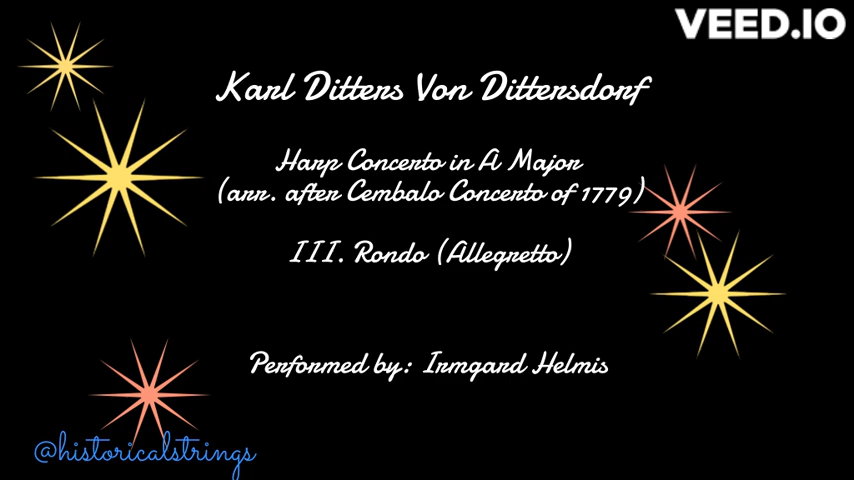 VEED.IO
Karl Ditters Von Dittersdorf
Harp Concerto in A Major
(arr. after Cembalo Concerto of 1779)
III. Rondo (Allegretto)
Performed by: Irmgard Helmis
@historicalstrings